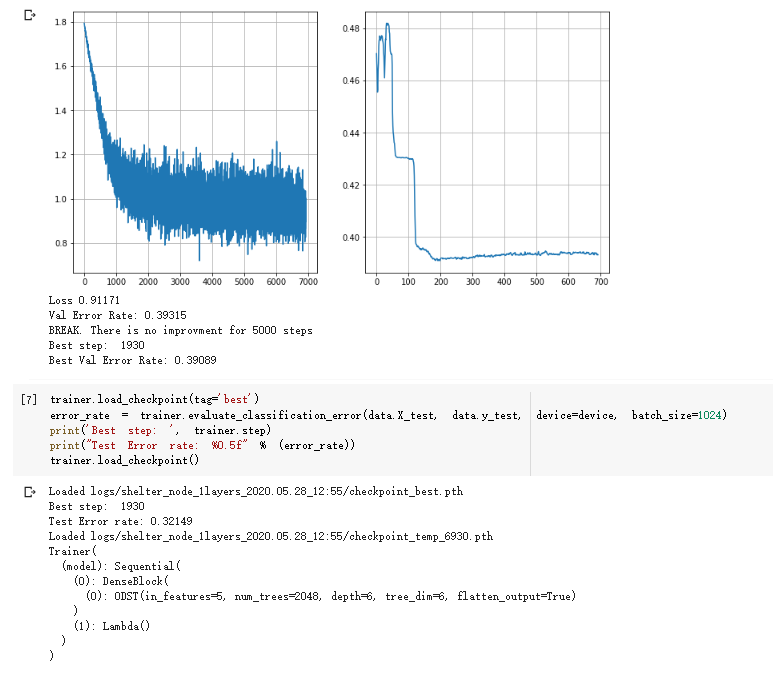 1.8
1.6
1.4
1.2
1.0
0.8
0 1000 2000 3000 4000 5000 6000 7000
0.48
0.46
0.44
0.42
0.40
0 100 200 300 400 500 600 700
Loss 0.91171
Val Error Rate: 0.39315
BREAK. There is no improvment for 5000 steps
Best step: 1930
Best Val Error Rate: 0.39089
[7] trainer.load_checkpoint(tag='best')
error_rate = trainer.evaluate_classification_error(data.X_test, data.y_test, device=device, batch_size=1024)
print('Best step: ', trainer.step)
print("Test Error rate: %0.5f" % (error_rate))
trainer.load_checkpoint()
Loaded logs/shelter_node_1layers_2020.05.28_12:55/checkpoint_best.pth
Best step: 1930
Test Error rate: 0.32149
Loaded logs/shelter_node_1layers_2020.05.28_12:55/checkpoint_temp_6930.pth
Trainer(
(model): Sequential(
(0): DenseBlock(
(0): ODST(in_features=5, num_trees=2048, depth=6, tree_dim=6, flatten_output=True)
)
(1): Lambda()
)
)